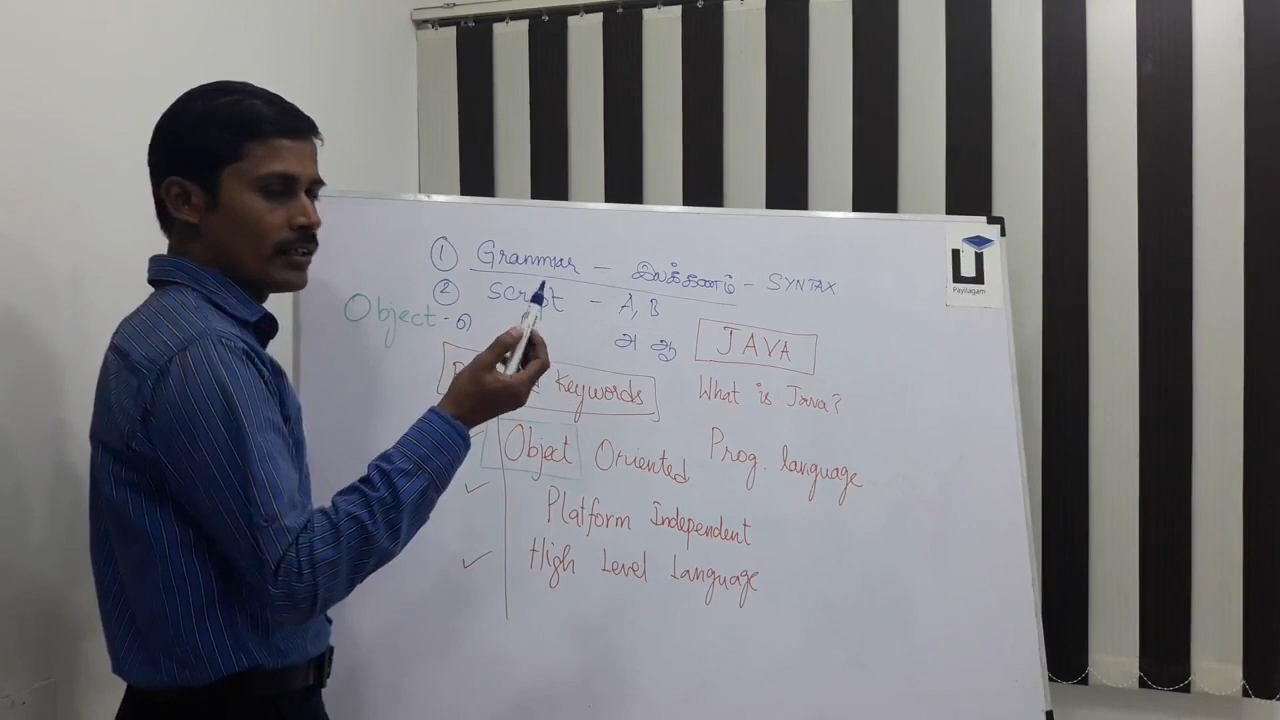 ① Grammar - இலக்கணம் - SYNTAX
② Script - A, B
Object - 6
அ ஆ
JAVA
Keywords
What is Java?
Object Oriented Prog. language
Platform Independent
High Level Language
Payilagam